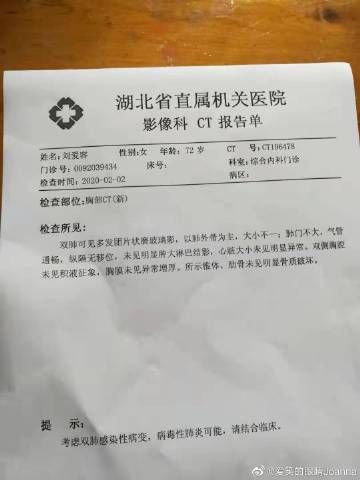 湖北省直属机关医院
影像科 CT 报告单
姓名:刘爱容 性别:女 年龄: 72 岁 CT 号:CT196478
门诊号: 0092039434 床号: 科室: 综合内科门诊
检查时间: 2020-02-02 病区:
检查部位:胸部CT(新)
检查所见:
双肺可见多发团片状磨玻璃影, 以肺外带为主, 大小不一; 肺门不大, 气管
通畅, 纵隔无移位, 未见明显肿大淋巴结影, 心脏大小未见明显异常。双侧胸腔
未见积液征象, 胸膜未见异常增厚。所示椎体、肋骨未见明显骨质破坏。
提 示:
考虑双肺感染性病变, 病毒性肺炎可能, 请结合临床。
@爱笑的眼睛Joanna